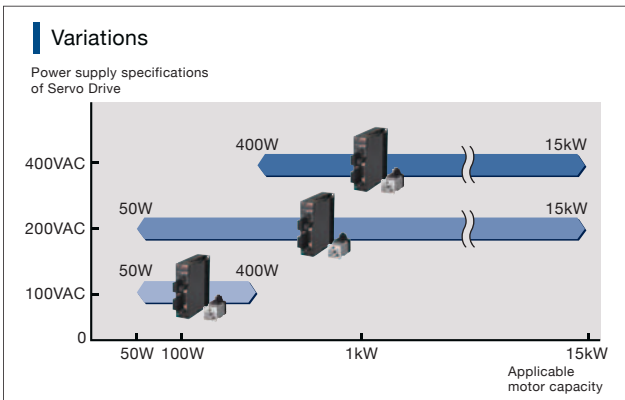 Variations
Power supply specifications
of Servo Drive
400W
15kW
400VAC
50W
15kW
200VAC
50W
400W
100VAC
0
50W 100W 1kW 15kW
Applicable
motor capacity